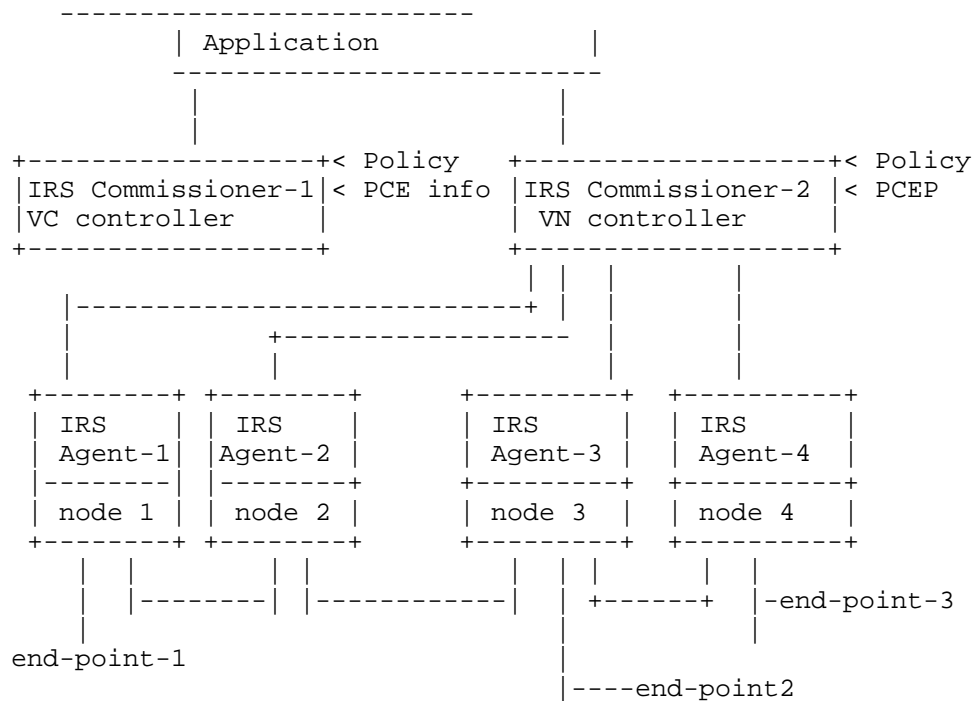 Application
< Policy < Policy
IRS Commissioner-1 < PCE info IRS Commissioner-2 < PCEP
VC controller VN controller
IRS IRS IRS IRS
Agent-1 Agent-2 Agent-3 Agent-4
node 1 node 2 node 3 node 4
-end-point-3
end-point-1
----end-point2